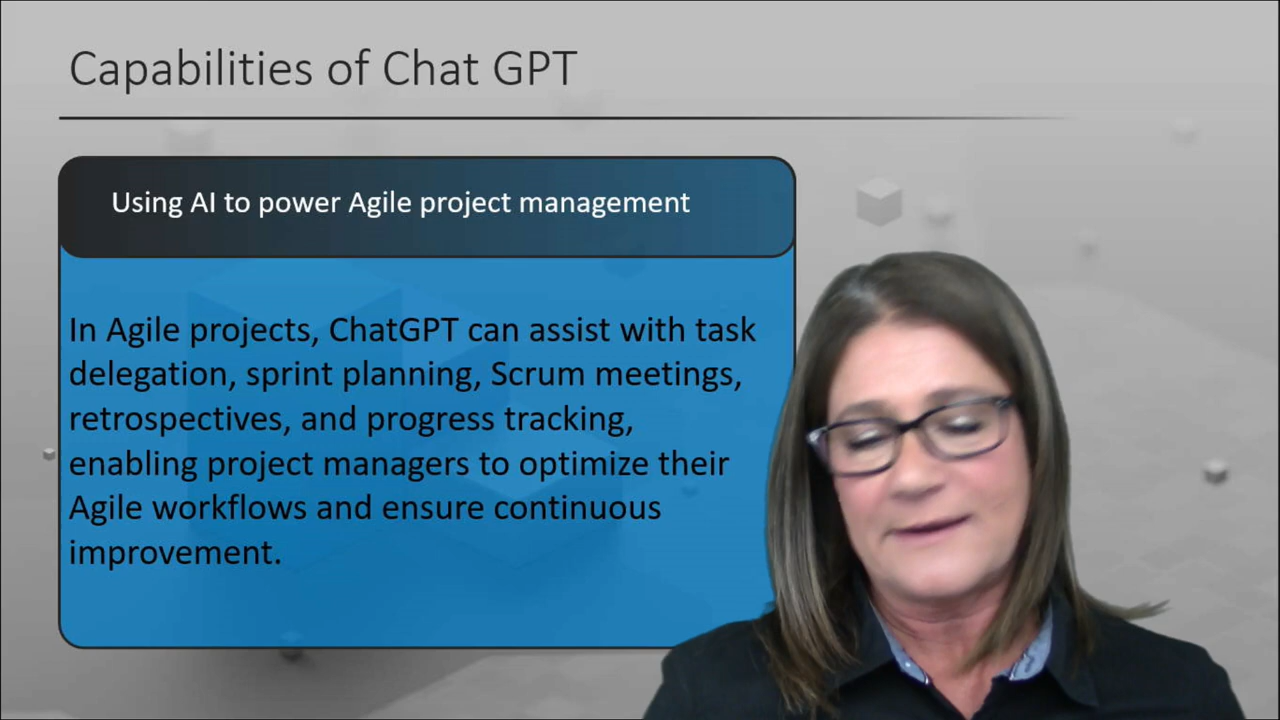 Capabilities of Chat GPT
Using AI to power Agile project management
In Agile projects, ChatGPT can assist with task
delegation, sprint planning, Scrum meetings,
retrospectives, and progress tracking,
enabling project managers to optimize their
Agile workflows and ensure continuous
improvement.